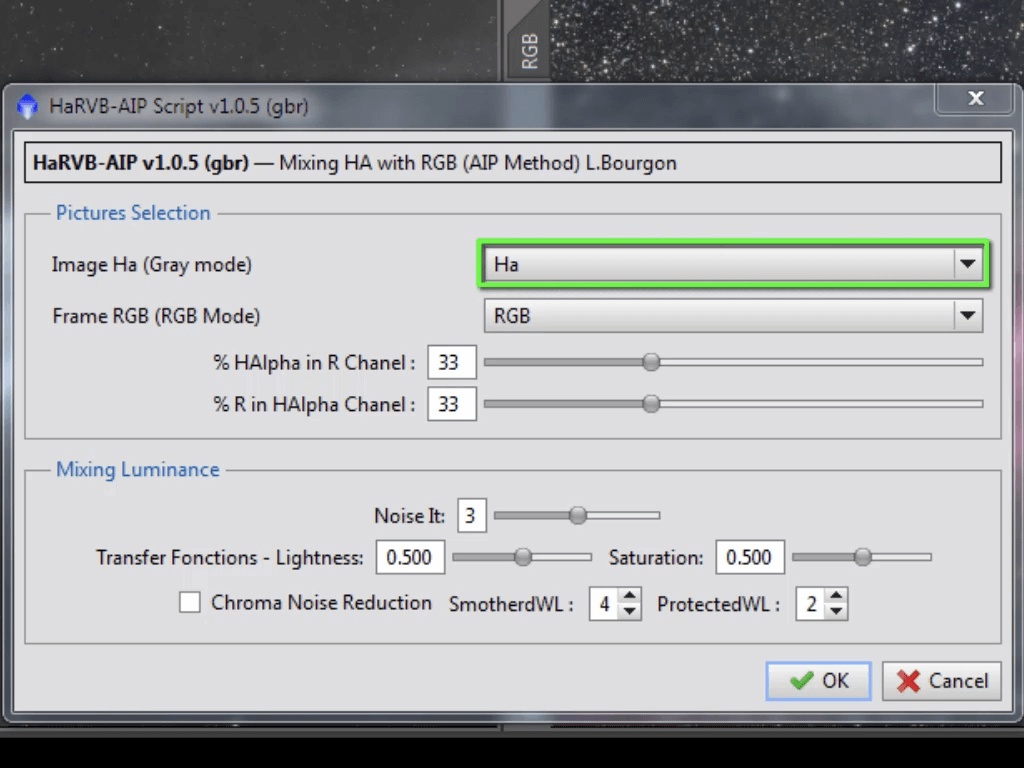 RGB
HaRVB-AIP Script v1.0.5 (gbr)
HaRVB-AIP v1.0.5 (gbr) — Mixing HA with RGB (AIP Method) L.Bourgon
Pictures Selection
Image Ha (Gray mode) Ha
Frame RGB (RGB Mode) RGB
% HAlpha in R Chanel : 33
% R in HAlpha Chanel : 33
Mixing Luminance
Noise It: 3
Transfer Fonctions - Lightness: 0.500 Saturation: 0.500
Chroma Noise Reduction SmotherdWL : 4 ProtectedWL : 2
OK Cancel